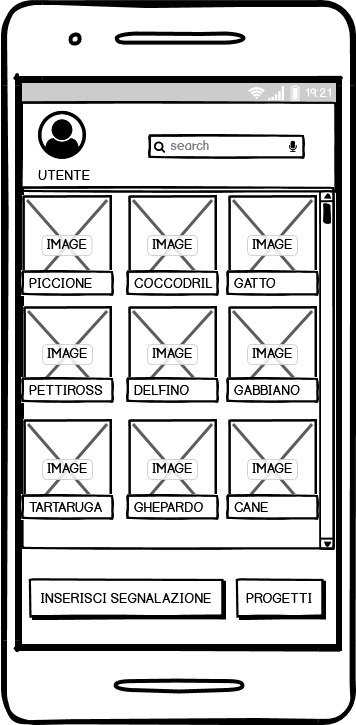 19:21
search
UTENTE
IMAGE IMAGE IMAGE
PICCIONE COCCODRIL GATTO
IMAGE IMAGE IMAGE
PETTIROSS DELFINO GABBIANO
IMAGE IMAGE IMAGE
TARTARUGA GHEPARDO CANE
INSERISCI SEGNALAZIONE PROGETTI